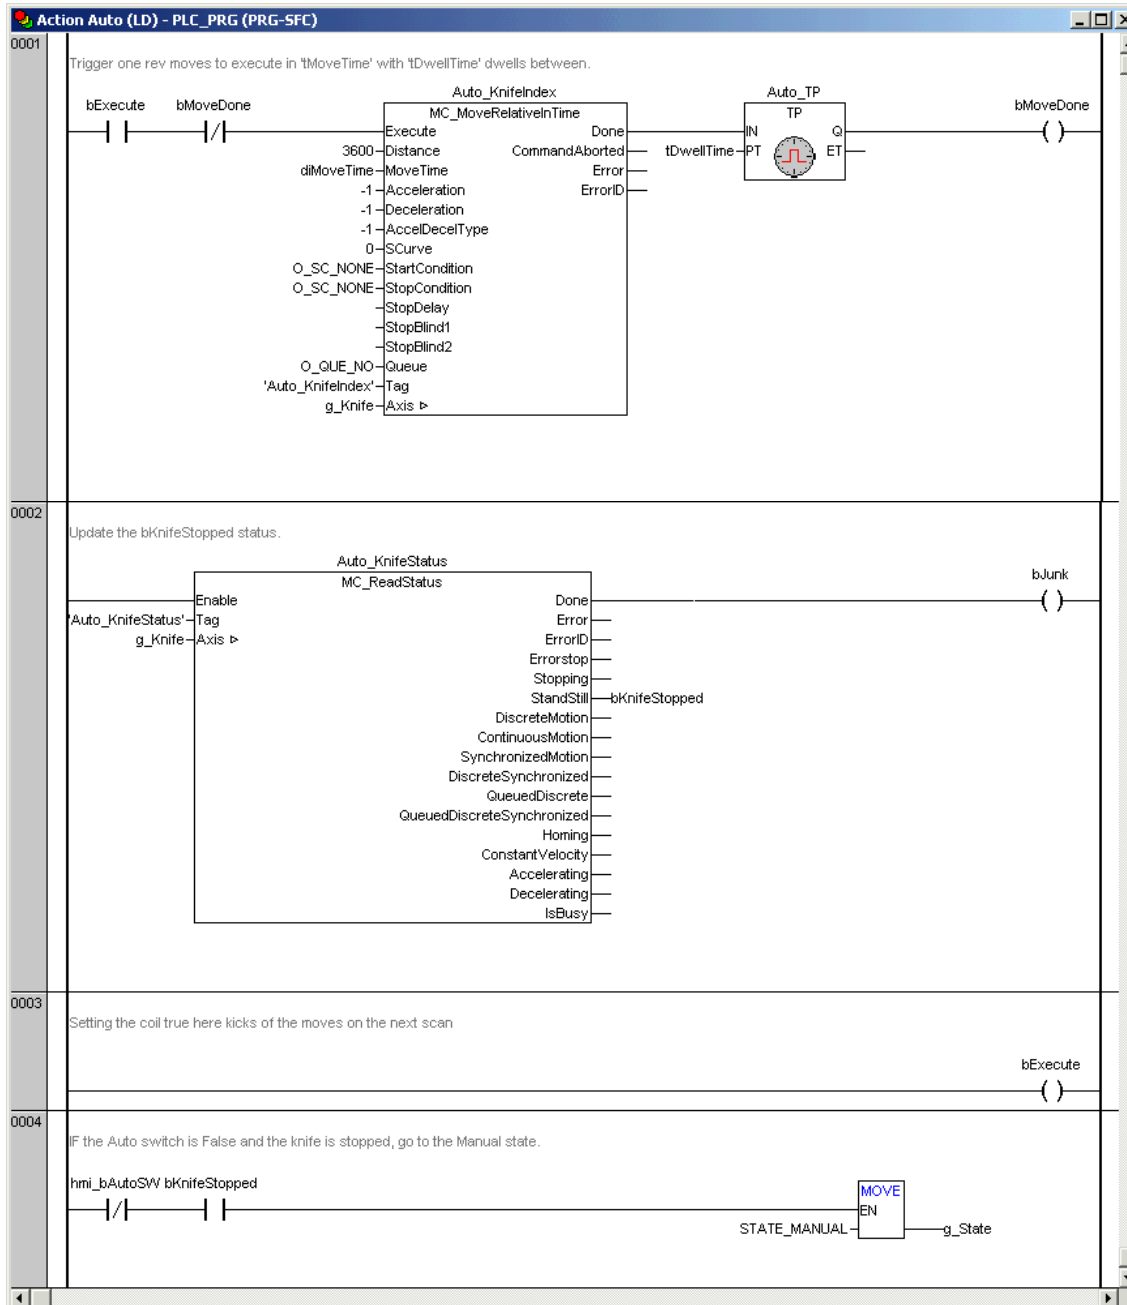 Action Auto (LD) - PLC_PRG (PRG-SFC)
0001
Trigger one rev moves to execute in 'tMoveTime' with 'tDwellTime' dwells between.
Auto_KnifeIndex Auto_TP
bExecute bMoveDone MC_MoveRelativeInTime TP bMoveDone
Execute Done IN Q
3600 Distance CommandAborted tDwellTime PT ET
diMoveTime MoveTime Error
-1 Acceleration ErrorID
-1 Deceleration
-1 AccelDecelType
0 SCurve
O_SC_NONE StartCondition
O_SC_NONE StopCondition
StopDelay
StopBlind1
StopBlind2
O_QUE_NO Queue
'Auto_KnifeIndex' Tag
g_Knife Axis
0002
Update the bKnifeStopped status.
Auto_KnifeStatus
MC_ReadStatus bJunk
Enable Done
'Auto_KnifeStatus' Tag Error
g_Knife Axis ErrorID
Errorstop
Stopping
StandStill bKnifeStopped
DiscreteMotion
ContinuousMotion
SynchronizedMotion
DiscreteSynchronized
QueuedDiscrete
QueuedDiscreteSynchronized
Homing
ConstantVelocity
Accelerating
Decelerating
IsBusy
0003
Setting the coil true here kicks of the moves on the next scan
bExecute
0004
IF the Auto switch is False and the knife is stopped, go to the Manual state.
hmi_bAutoSW bKnifeStopped MOVE
EN
STATE_MANUAL g_State